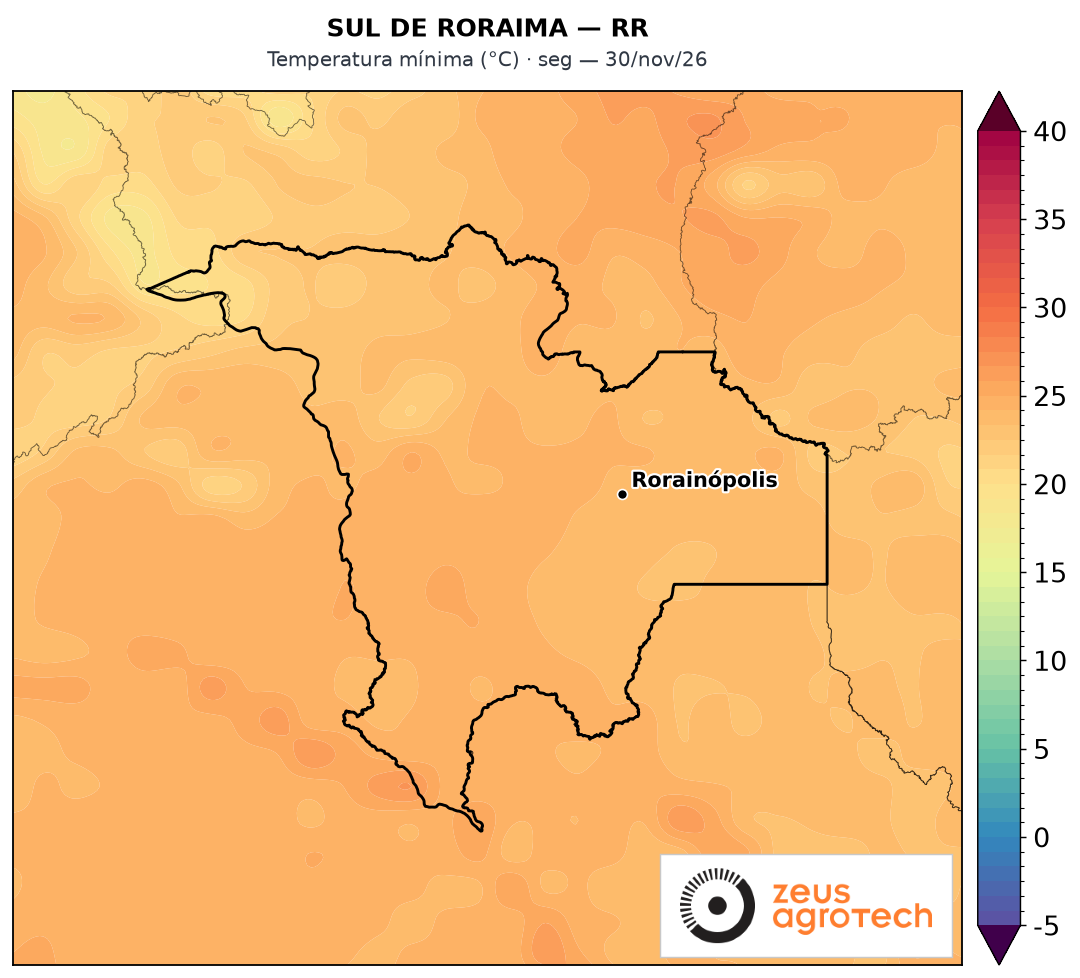 SUL DE RORAIMA — RR
Temperatura mínima (°C) · seg — 30/nov/26
40
35
30
25
20
15
10
5
0
-5
Rorainópolis
zeus
agrotech